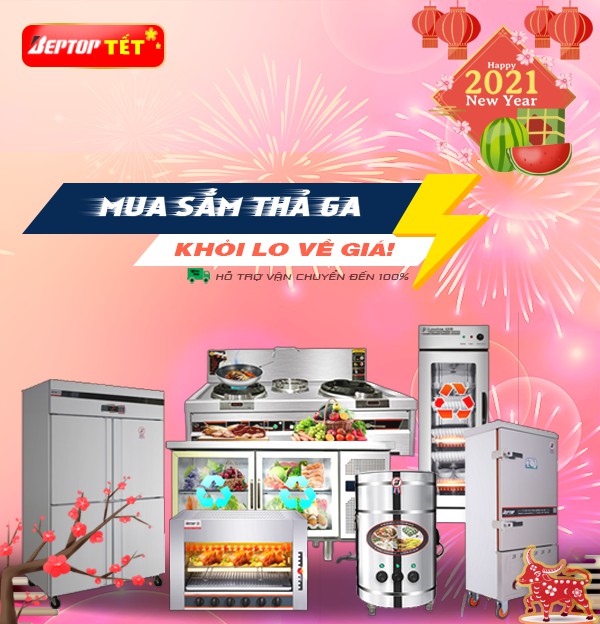 BEPTOP TẾT
Happy
2021
New Year
MUA SẮM THẢ GA
KHỎI LO VỀ GIÁ!
HỖ TRỢ VẬN CHUYỂN ĐẾN 100%
BEPTOP